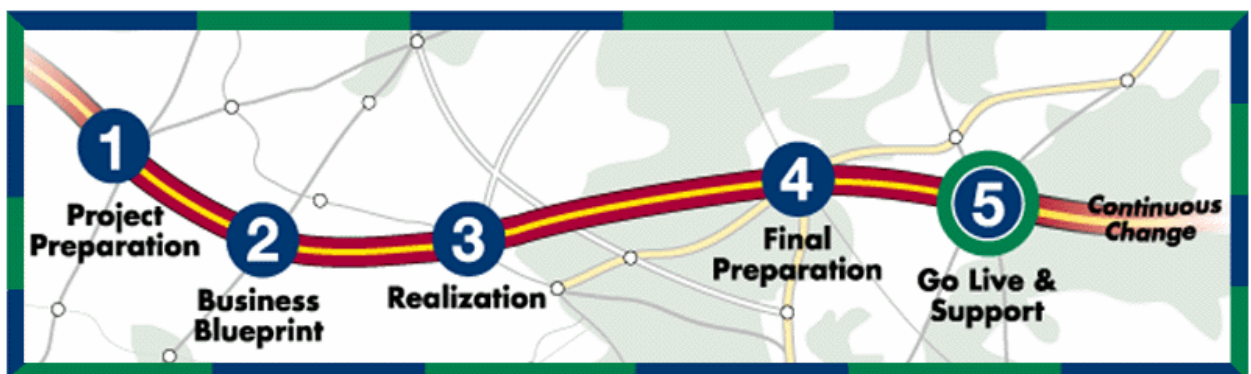 1
Project
Preparation
2
Business
Blueprint
3
Realization
4
Final
Preparation
5
Go Live &
Support
Continuous
Change